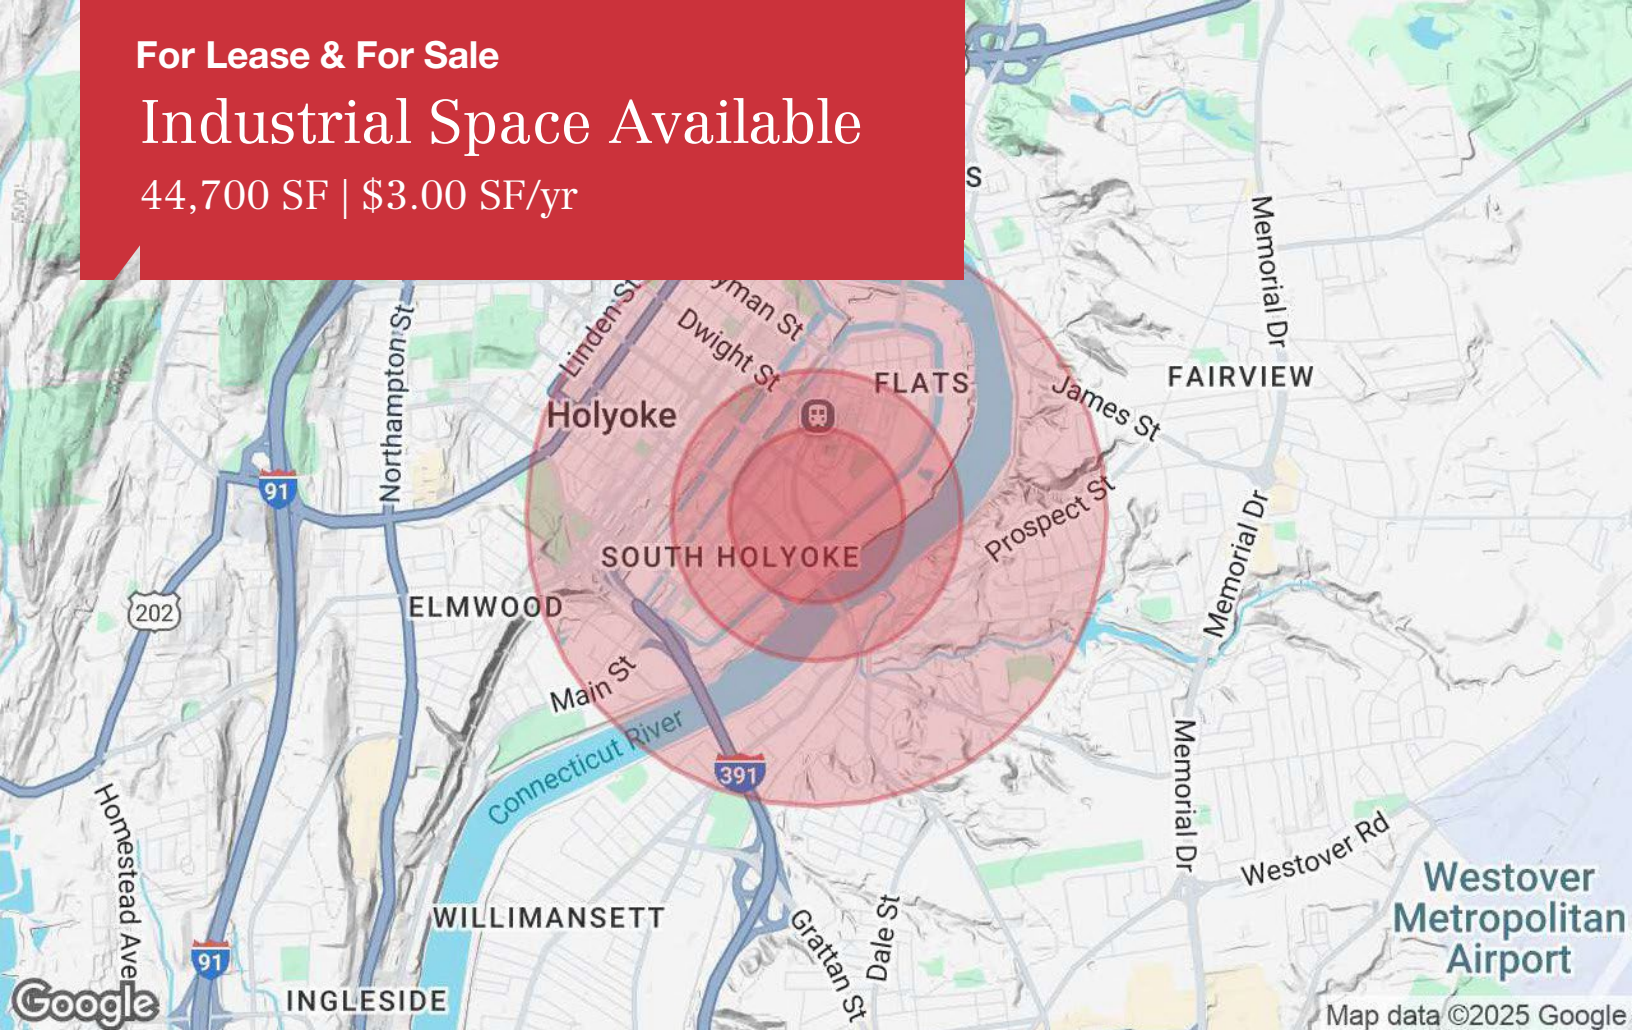 For Lease & For Sale
Industrial Space Available
44,700 SF | $3.00 SF/yr
S
Memorial Dr
Linden St
yman St
Dwight St
Northampton St
FLATS
FAIRVIEW
James St
Holyoke
91
Prospect St
Memorial Dr
SOUTH HOLYOKE
202
ELMWOOD
Main St
Connecticut River
391
Memorial Dr
Homestead Ave
Westover Rd
Westover
Metropolitan
Airport
WILLIMANSETT
Grattan St
Dale St
91
INGLESIDE
Google
Map data ©2025 Google